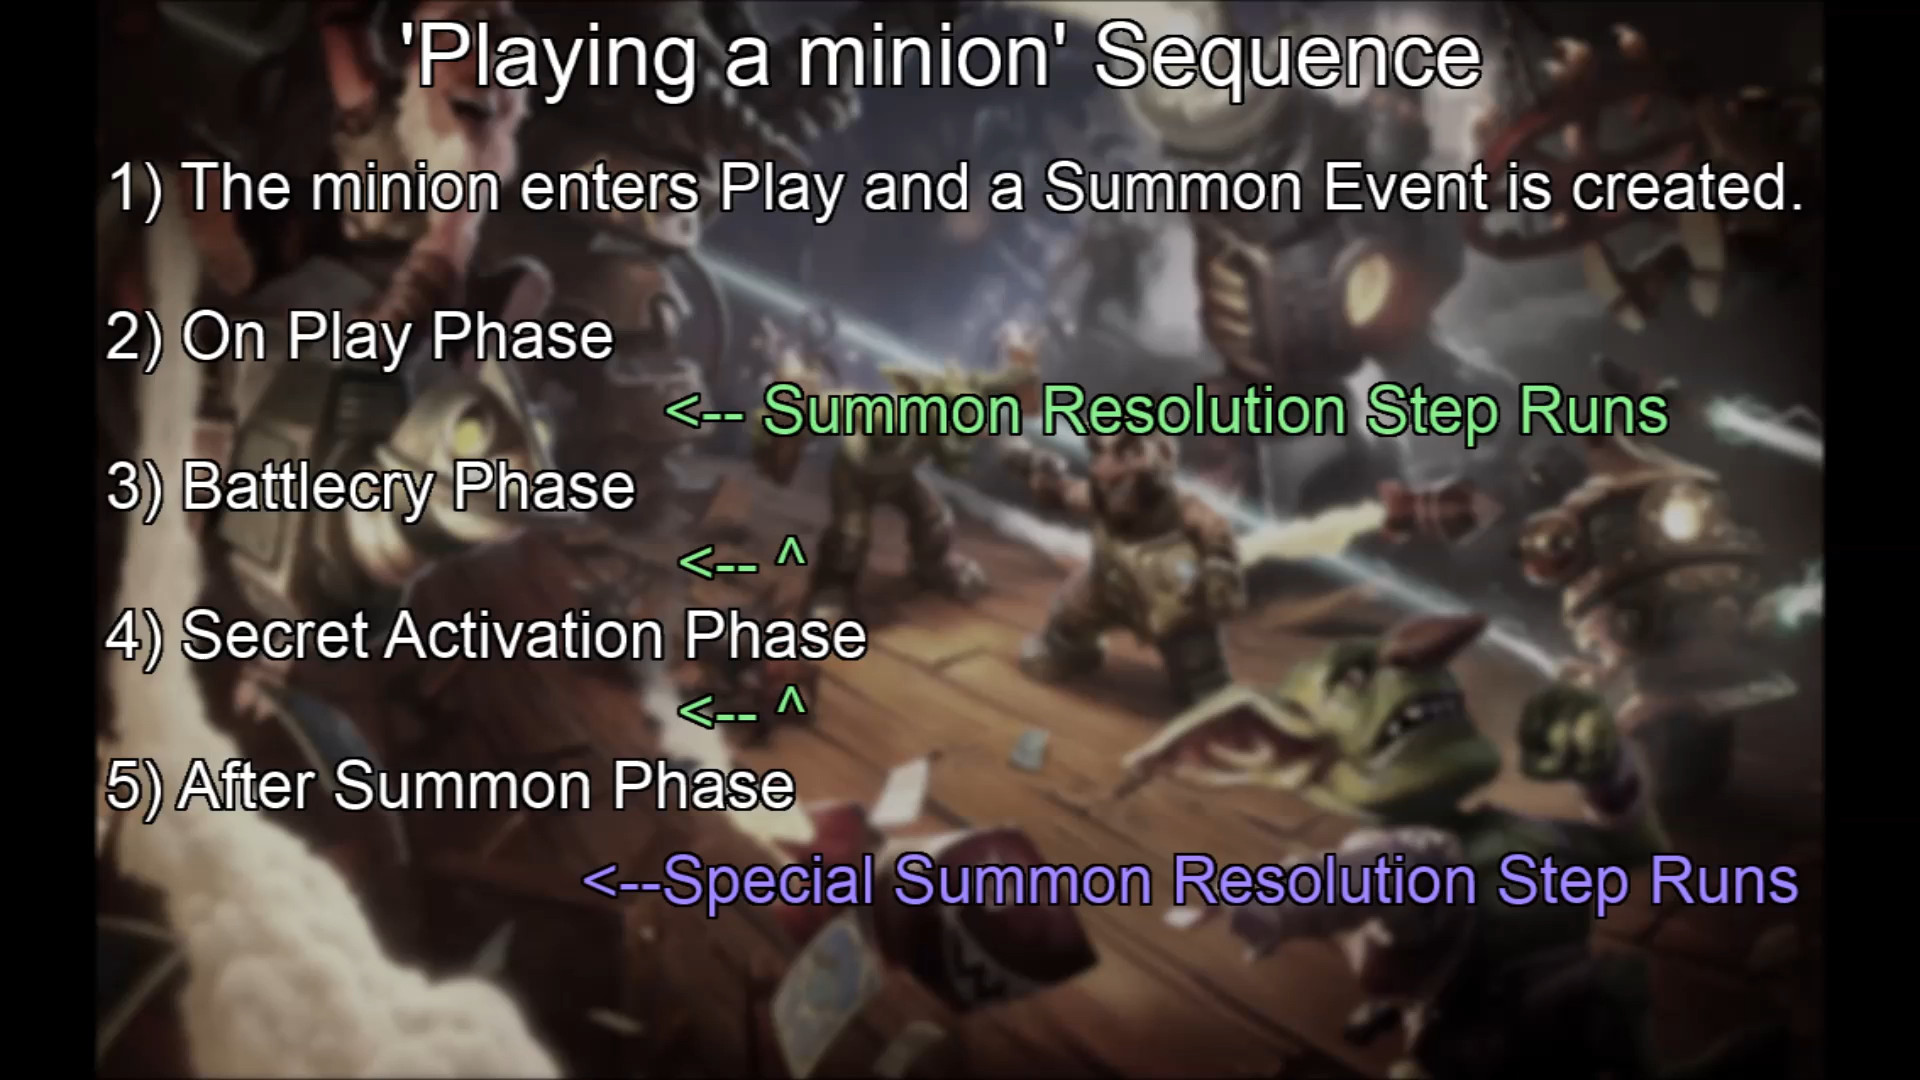 'Playing a minion' Sequence
1) The minion enters Play and a Summon Event is created.
2) On Play Phase
<-- Summon Resolution Step Runs
3) Battlecry Phase
<-- ^
4) Secret Activation Phase
<-- ^
5) After Summon Phase
<--Special Summon Resolution Step Runs